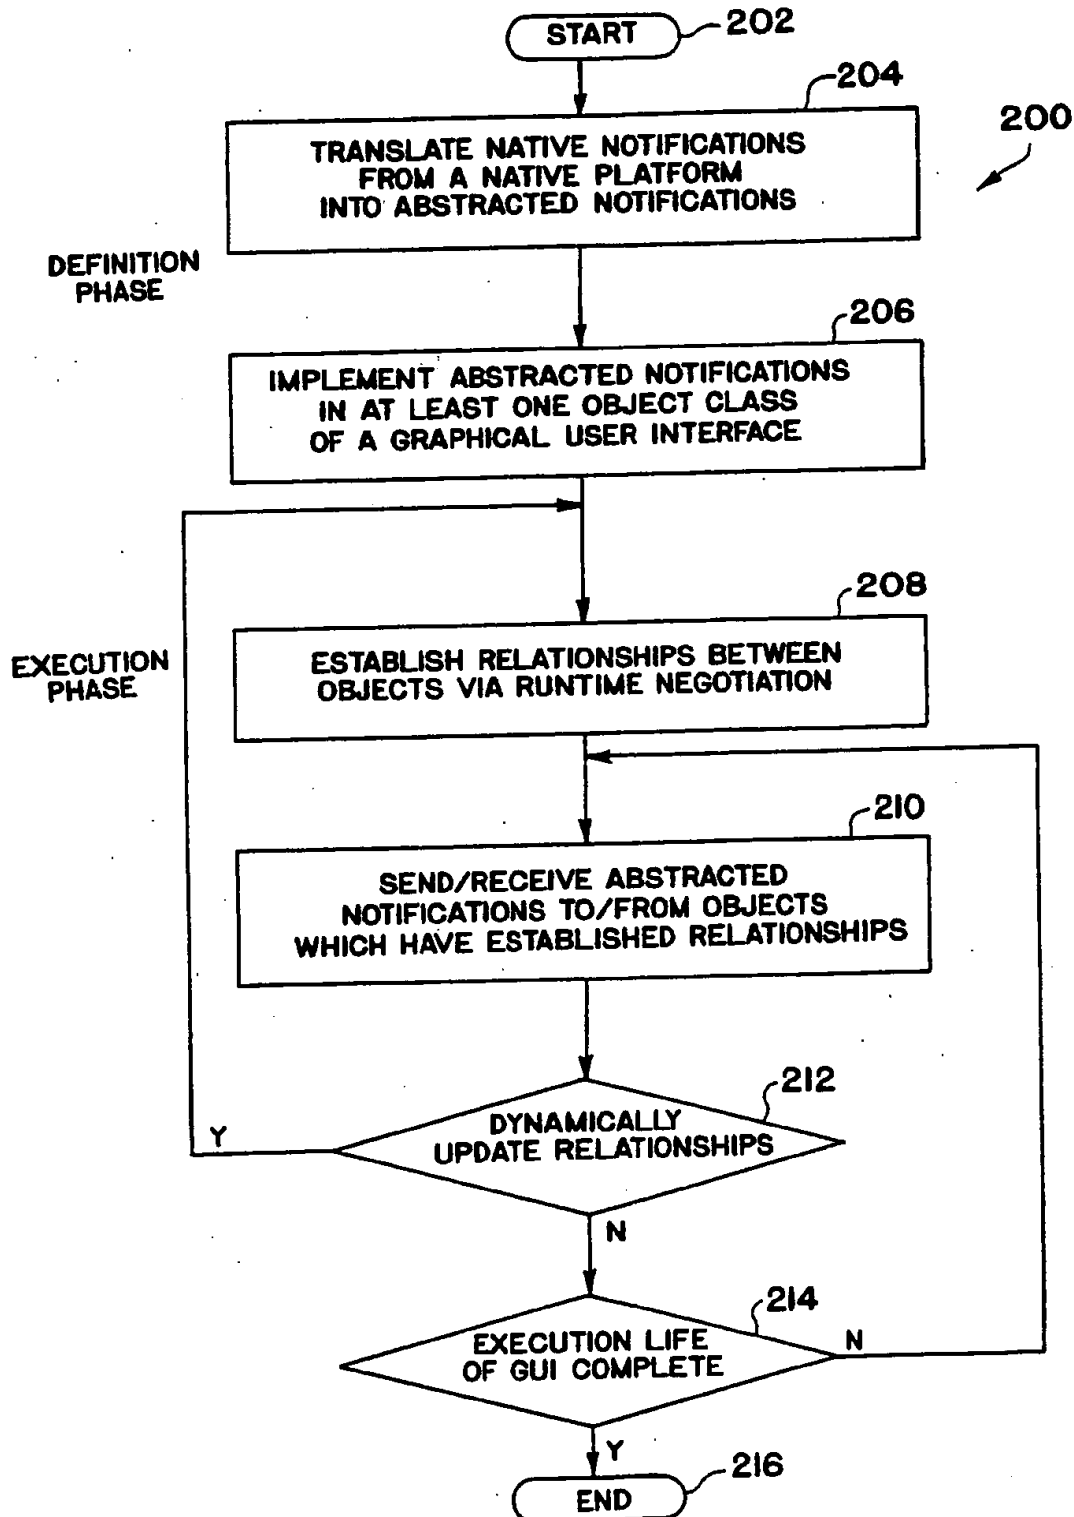 START
202
204
200
TRANSLATE NATIVE NOTIFICATIONS
FROM A NATIVE PLATFORM
INTO ABSTRACTED NOTIFICATIONS
DEFINITION
PHASE
206
IMPLEMENT ABSTRACTED NOTIFICATIONS
IN AT LEAST ONE OBJECT CLASS
OF A GRAPHICAL USER INTERFACE
208
EXECUTION
PHASE
ESTABLISH RELATIONSHIPS BETWEEN
OBJECTS VIA RUNTIME NEGOTIATION
210
SEND/RECEIVE ABSTRACTED
NOTIFICATIONS TO/FROM OBJECTS
WHICH HAVE ESTABLISHED RELATIONSHIPS
212
DYNAMICALLY
UPDATE RELATIONSHIPS
Y
N
214
EXECUTION LIFE
OF GUI COMPLETE
N
Y
216
END